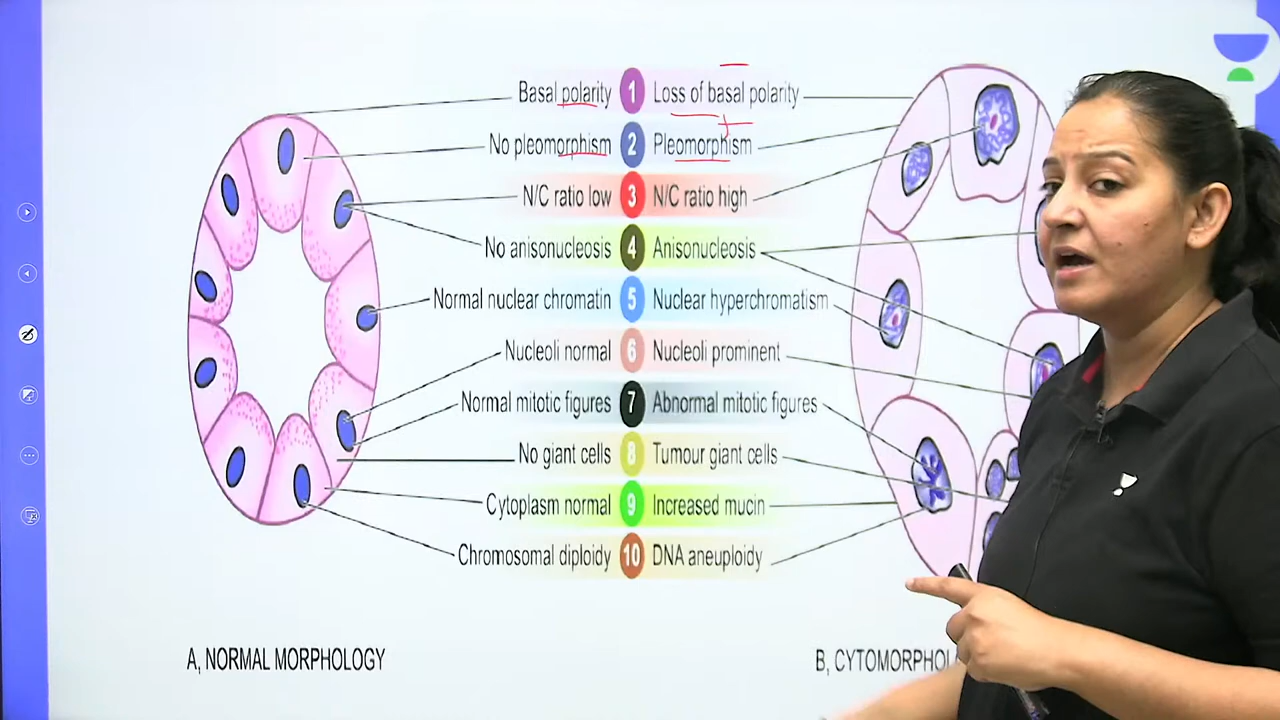 Basal polarity 1 Loss of basal polarity
No pleomorphism 2 Pleomorphism
N/C ratio low 3 N/C ratio high
No anisonucleosis 4 Anisonucleosis
Normal nuclear chromatin 5 Nuclear hyperchromatism
Nucleoli normal 6 Nucleoli prominent
Normal mitotic figures 7 Abnormal mitotic figures
No giant cells 8 Tumour giant cells
Cytoplasm normal 9 Increased mucin
Chromosomal diploidy 10 DNA aneuploidy
A, NORMAL MORPHOLOGY
B,